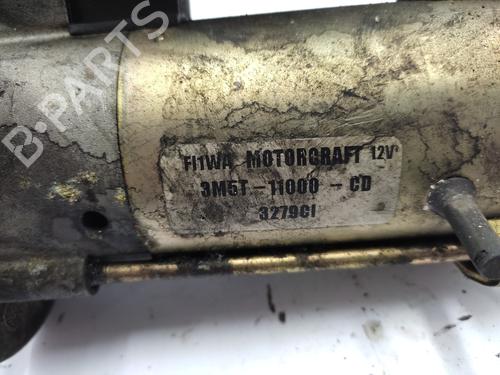 FI1WA MOTORCRAFT 12V
3M5T-11000-CD
3279CI
B-PARTS